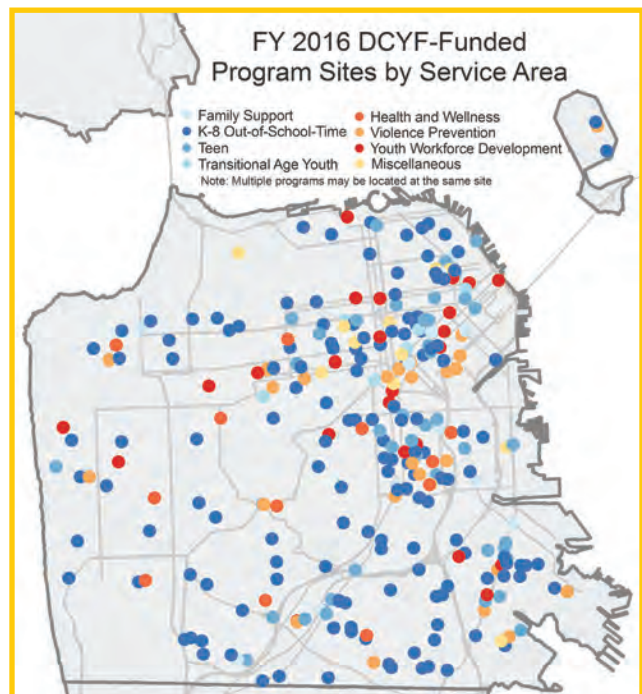 FY 2016 DCYF-Funded
Program Sites by Service Area
Family Support
K-8 Out-of-School-Time
Teen
Transitional Age Youth
Health and Wellness
Violence Prevention
Youth Workforce Development
Miscellaneous
Note: Multiple programs may be located at the same site